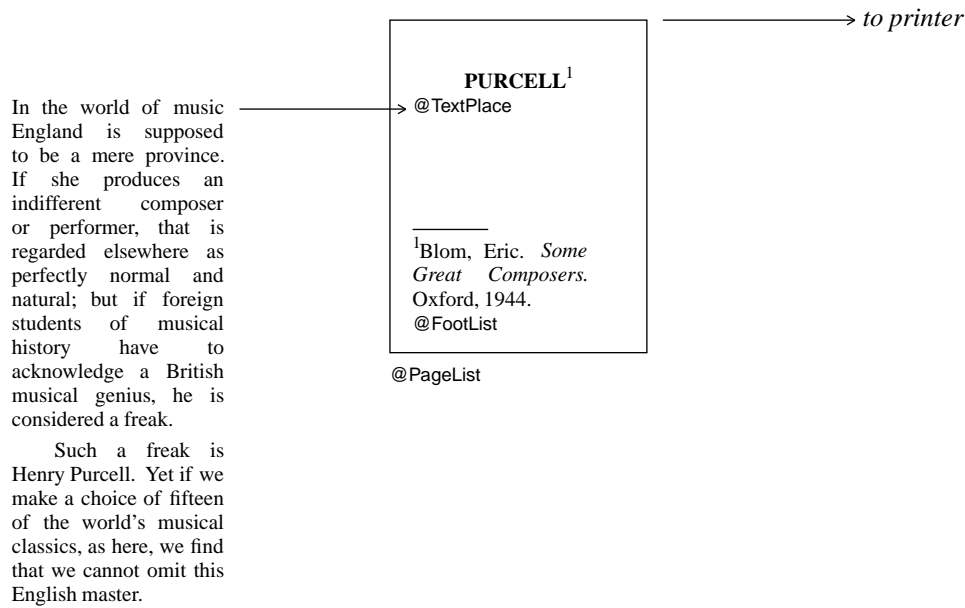 to printer
PURCELL1
@TextPlace
1Blom, Eric. Some
Great Composers.
Oxford, 1944.
@FootList
@PageList
In the world of music
England is supposed
to be a mere province.
If she produces an
indifferent composer
or performer, that is
regarded elsewhere as
perfectly normal and
natural; but if foreign
students of musical
history have to
acknowledge a British
musical genius, he is
considered a freak.
Such a freak is
Henry Purcell. Yet if we
make a choice of fifteen
of the world's musical
classics, as here, we find
that we cannot omit this
English master.